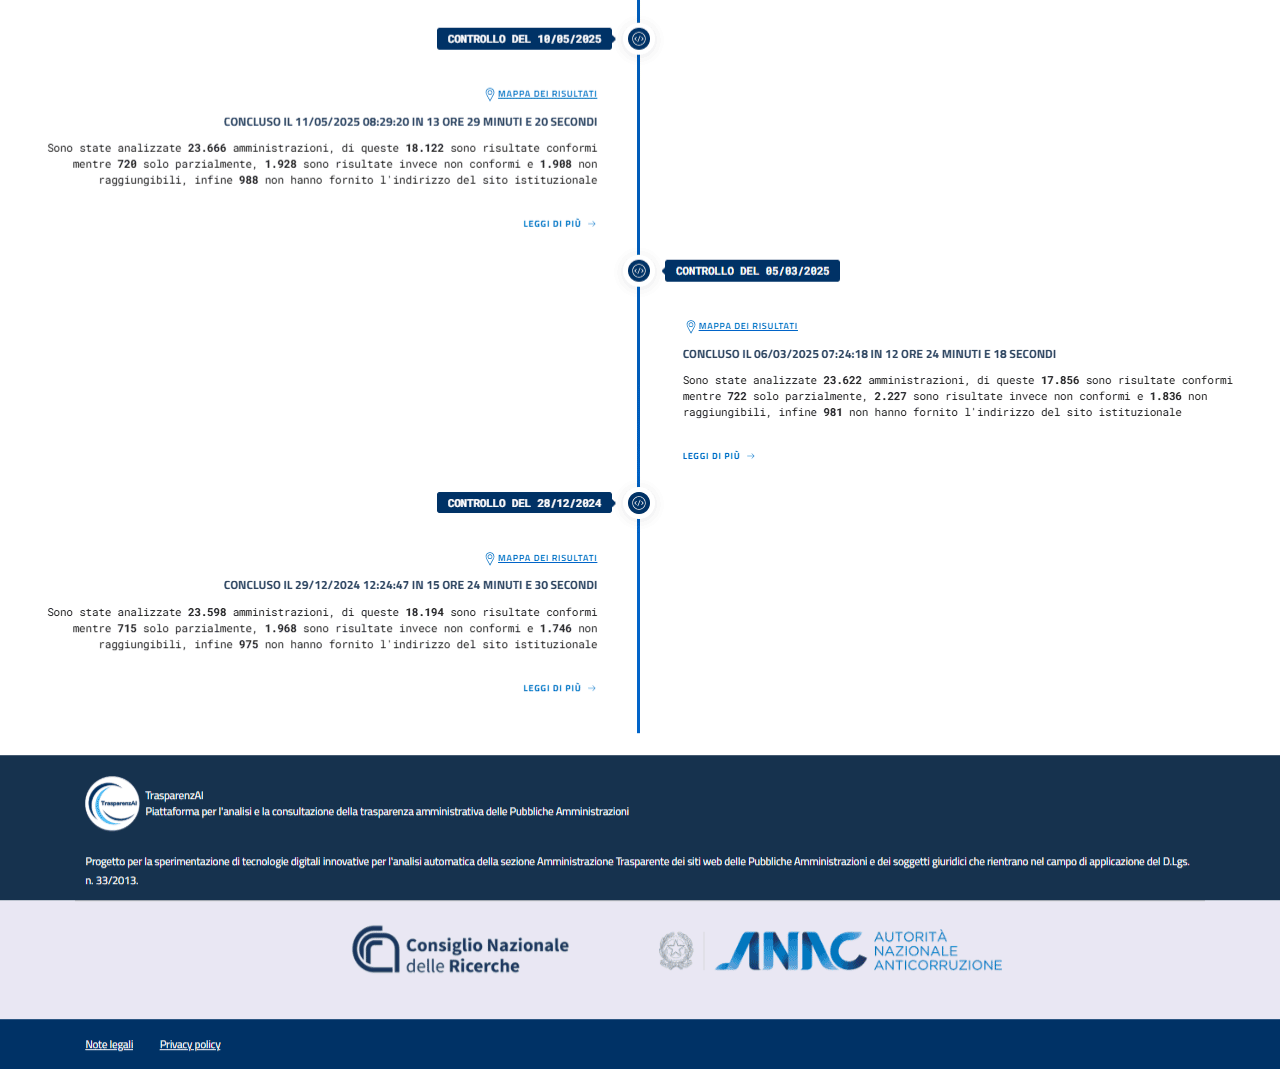 CONTROLLO DEL 10/05/2025
MAPPA DEI RISULTATI
CONCLUSO IL 11/05/2025 08:29:20 IN 13 ORE 29 MINUTI E 20 SECONDI
Sono state analizzate 23.666 amministrazioni, di queste 18.122 sono risultate conformi
mentre 720 solo parzialmente, 1.928 sono risultate invece non conformi e 1.908 non
raggiungibili, infine 988 non hanno fornito l'indirizzo del sito istituzionale
LEGGI DI PIÙ
CONTROLLO DEL 05/03/2025
MAPPA DEI RISULTATI
CONCLUSO IL 06/03/2025 07:24:18 IN 12 ORE 24 MINUTI E 18 SECONDI
Sono state analizzate 23.622 amministrazioni, di queste 17.856 sono risultate conformi
mentre 722 solo parzialmente, 2.227 sono risultate invece non conformi e 1.836 non
raggiungibili, infine 981 non hanno fornito l'indirizzo del sito istituzionale
LEGGI DI PIÙ
CONTROLLO DEL 28/12/2024
MAPPA DEI RISULTATI
CONCLUSO IL 29/12/2024 12:24:47 IN 15 ORE 24 MINUTI E 30 SECONDI
Sono state analizzate 23.598 amministrazioni, di queste 18.194 sono risultate conformi
mentre 715 solo parzialmente, 1.968 sono risultate invece non conformi e 1.746 non
raggiungibili, infine 975 non hanno fornito l'indirizzo del sito istituzionale
LEGGI DI PIÙ
TrasparenzAI
TrasparenzAI
Piattaforma per l'analisi e la consultazione della trasparenza amministrativa delle Pubbliche Amministrazioni
Progetto per la sperimentazione di tecnologie digitali innovative per l'analisi automatica della sezione Amministrazione Trasparente dei siti web delle Pubbliche Amministrazioni e dei soggetti giuridici che rientrano nel campo di applicazione del D.Lgs.
n. 33/2013.
Consiglio Nazionale
delle Ricerche
ANAC
AUTORITÀ
NAZIONALE
ANTICORRUZIONE
Note legali
Privacy policy